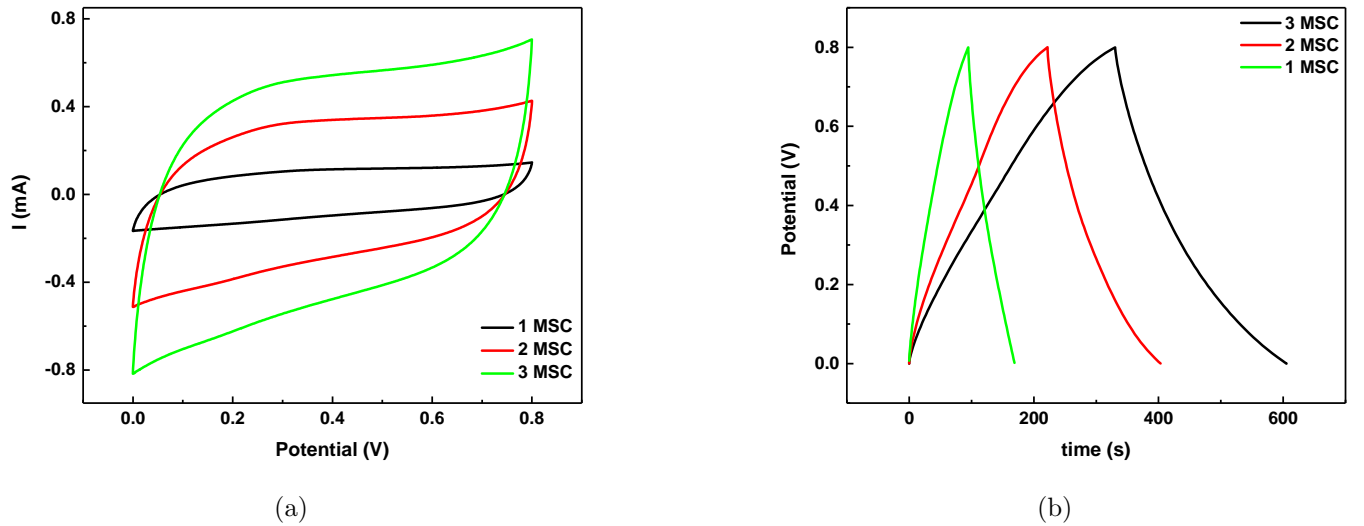 0.8
0.4
0.0
-0.4
-0.8
I (mA)
0.0 0.2 0.4 0.6 0.8
Potential (V)
1 MSC
2 MSC
3 MSC
(a)
0.8
0.6
0.4
0.2
0.0
Potential (V)
0 200 400 600
time (s)
3 MSC
2 MSC
1 MSC
(b)